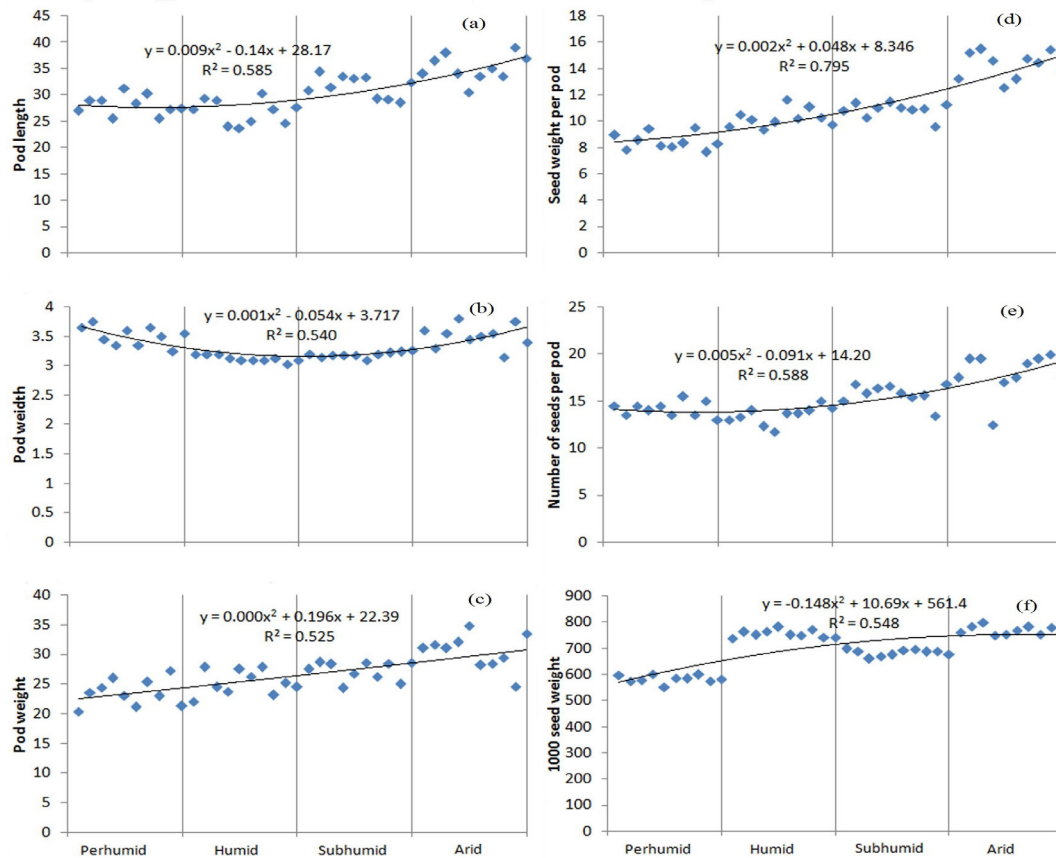 (a)
y = 0.009x² - 0.14x + 28.17
R² = 0.585
Pod length
45
40
35
30
25
20
15
10
5
0
(b)
y = 0.001x² - 0.054x + 3.717
R² = 0.540
Pod weidth
4
3.5
3
2.5
2
1.5
1
0.5
0
(c)
y = 0.000x² + 0.196x + 22.39
R² = 0.525
Pod weight
40
35
30
25
20
15
10
5
0
Perhumid Humid Subhumid Arid
(d)
y = 0.002x² + 0.048x + 8.346
R² = 0.795
Seed weight per pod
18
16
14
12
10
8
6
4
2
0
(e)
y = 0.005x² - 0.091x + 14.20
R² = 0.588
Number of seeds per pod
25
20
15
10
5
0
(f)
y = -0.148x² + 10.69x + 561.4
R² = 0.548
1000 seed weight
900
800
700
600
500
400
300
200
100
0
Perhumid Humid Subhumid Arid